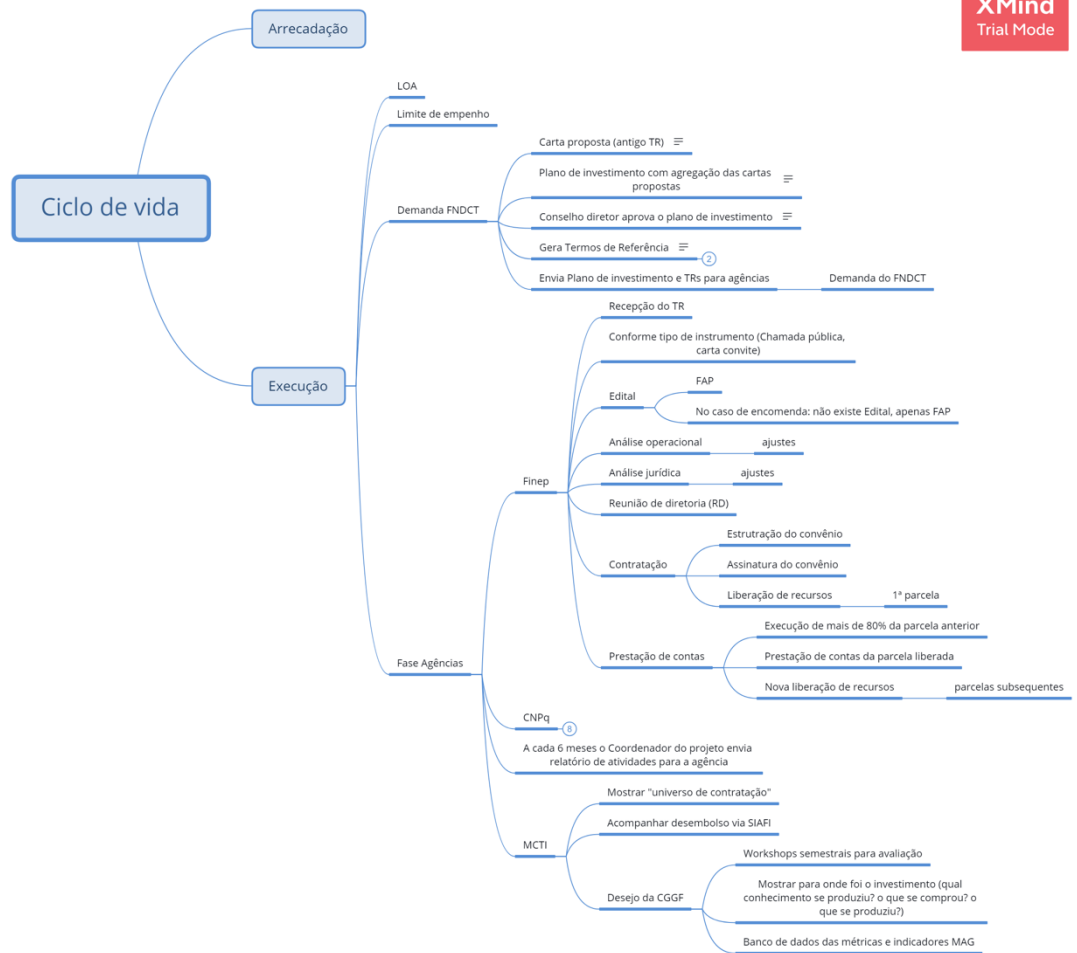 XMind
Trial Mode
Arrecadação
LOA
Limite de empenho
Carta proposta (antigo TR)
Plano de investimento com agregação das cartas
propostas
Ciclo de vida
Demanda FNDCT
Conselho diretor aprova o plano de investimento
Gera Termos de Referência
2
Envia Plano de investimento e TRs para agências
Demanda do FNDCT
Recepção do TR
Conforme tipo de instrumento (Chamada pública,
carta convite)
Execução
Edital
FAP
No caso de encomenda: não existe Edital, apenas FAP
Análise operacional
ajustes
Análise jurídica
ajustes
Finep
Reunião de diretoria (RD)
Contratação
Estrutração do convênio
Assinatura do convênio
Liberação de recursos
1ª parcela
Prestação de contas
Execução de mais de 80% da parcela anterior
Prestação de contas da parcela liberada
Nova liberação de recursos
parcelas subsequentes
Fase Agências
CNPq
8
A cada 6 meses o Coordenador do projeto envia
relatório de atividades para a agência
MCTI
Mostrar "universo de contratação"
Acompanhar desembolso via SIAFI
Desejo da CGGF
Workshops semestrais para avaliação
Mostrar para onde foi o investimento (qual
conhecimento se produziu? o que se comprou? o
que se produziu?)
Banco de dados das métricas e indicadores MAG